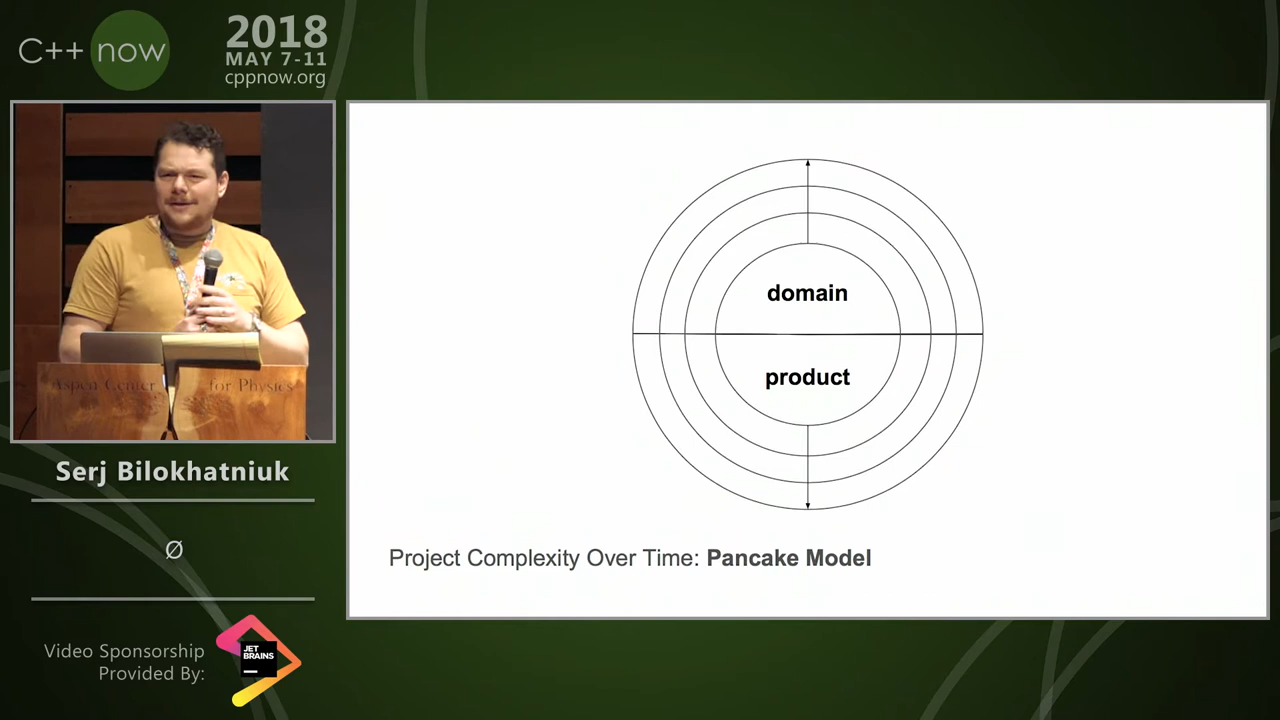 C++ now
2018
MAY 7-11
cppnow.org
domain
product
Project Complexity Over Time: Pancake Model
Aspen Center for Physics
Serj Bilokhatniuk
Ø
Video Sponsorship
Provided By:
JET
BRAINS